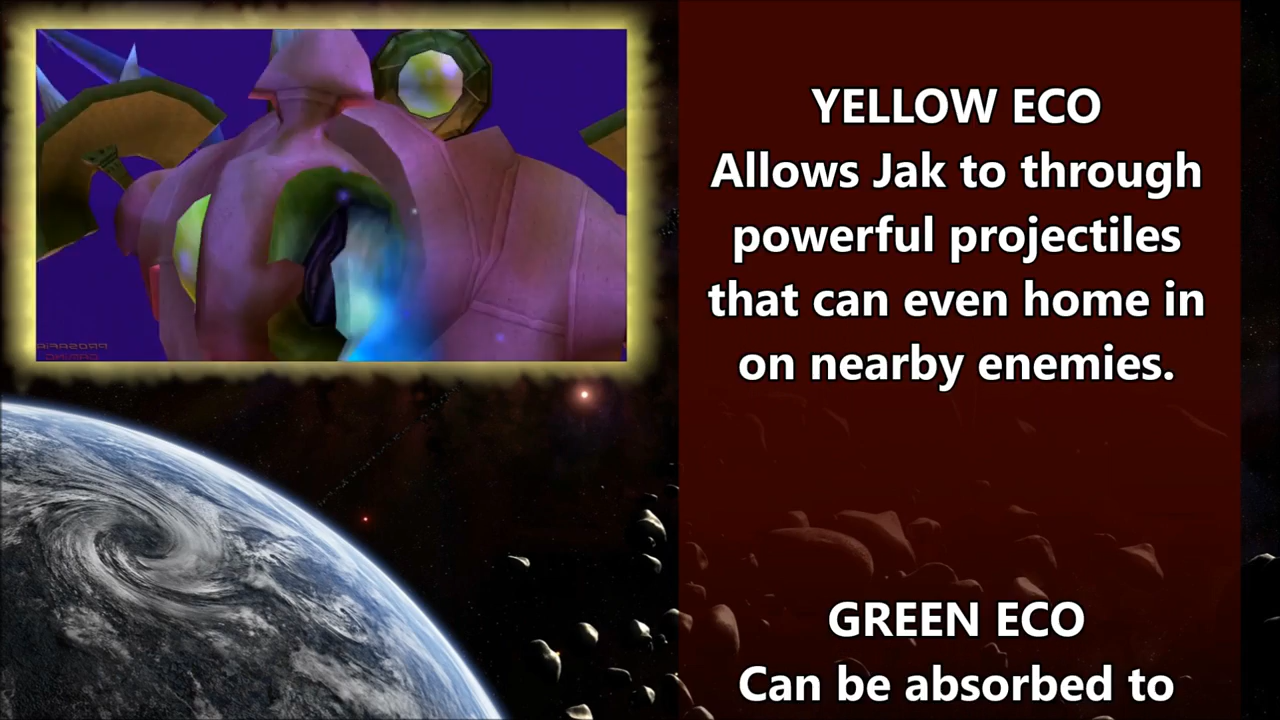 YELLOW ECO
Allows Jak to through
powerful projectiles
that can even home in
on nearby enemies.
GREEN ECO
Can be absorbed to